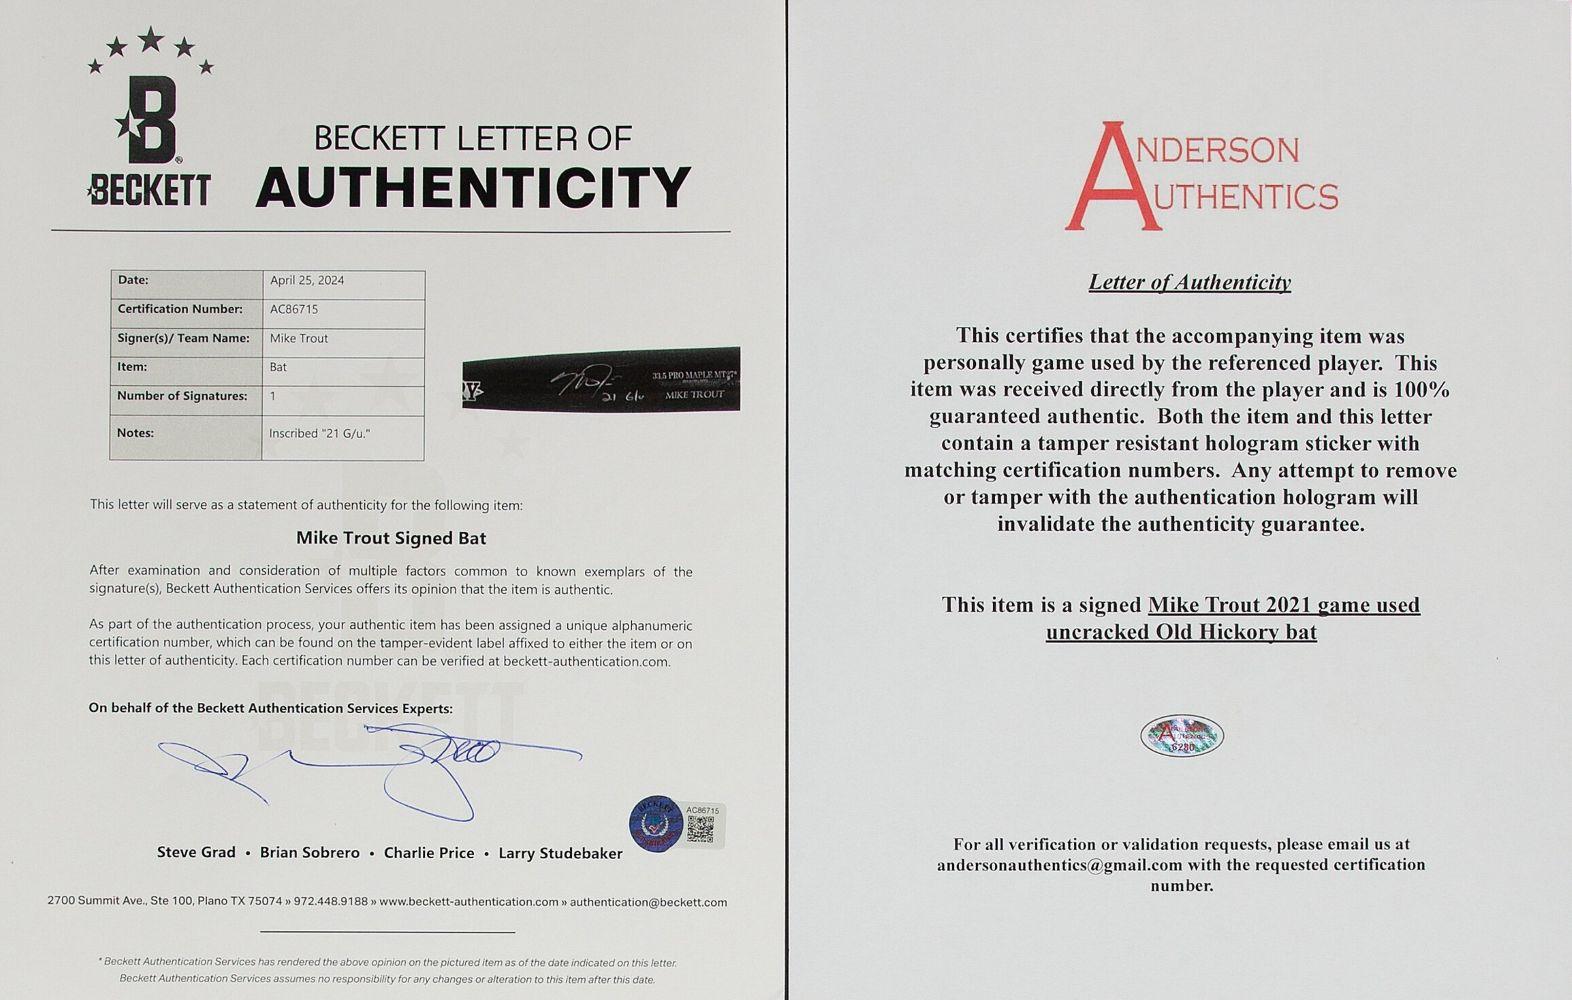 BECKETT
BECKETT LETTER OF
AUTHENTICITY
Date: April 25, 2024
Certification Number: AC86715
Signer(s)/ Team Name: Mike Trout
Item: Bat
Number of Signatures: 1
Notes: Inscribed "21 G/u."
33.5 PRO MAPLE MT27*
MIKE TROUT
21 G/u
This letter will serve as a statement of authenticity for the following item:
Mike Trout Signed Bat
After examination and consideration of multiple factors common to known exemplars of the
signature(s), Beckett Authentication Services offers its opinion that the item is authentic.
As part of the authentication process, your authentic item has been assigned a unique alphanumeric
certification number, which can be found on the tamper-evident label affixed to either the item or on
this letter of authenticity. Each certification number can be verified at beckett-authentication.com.
BECKETT
On behalf of the Beckett Authentication Services Experts:
BECKETT
AC86715
Steve Grad • Brian Sobrero • Charlie Price • Larry Studebaker
2700 Summit Ave., Ste 100, Plano TX 75074 » 972.448.9188 » www.beckett-authentication.com » authentication@beckett.com
* Beckett Authentication Services has rendered the above opinion on the pictured item as of the date indicated on this letter.
Beckett Authentication Services assumes no responsibility for any changes or alteration to this item after this date.
ANDERSON
AUTHENTICS
Letter of Authenticity
This certifies that the accompanying item was
personally game used by the referenced player. This
item was received directly from the player and is 100%
guaranteed authentic. Both the item and this letter
contain a tamper resistant hologram sticker with
matching certification numbers. Any attempt to remove
or tamper with the authentication hologram will
invalidate the authenticity guarantee.
This item is a signed Mike Trout 2021 game used
uncracked Old Hickory bat
ANDERSON
AUTHENTICS
6280
For all verification or validation requests, please email us at
andersonauthentics@gmail.com with the requested certification
number.